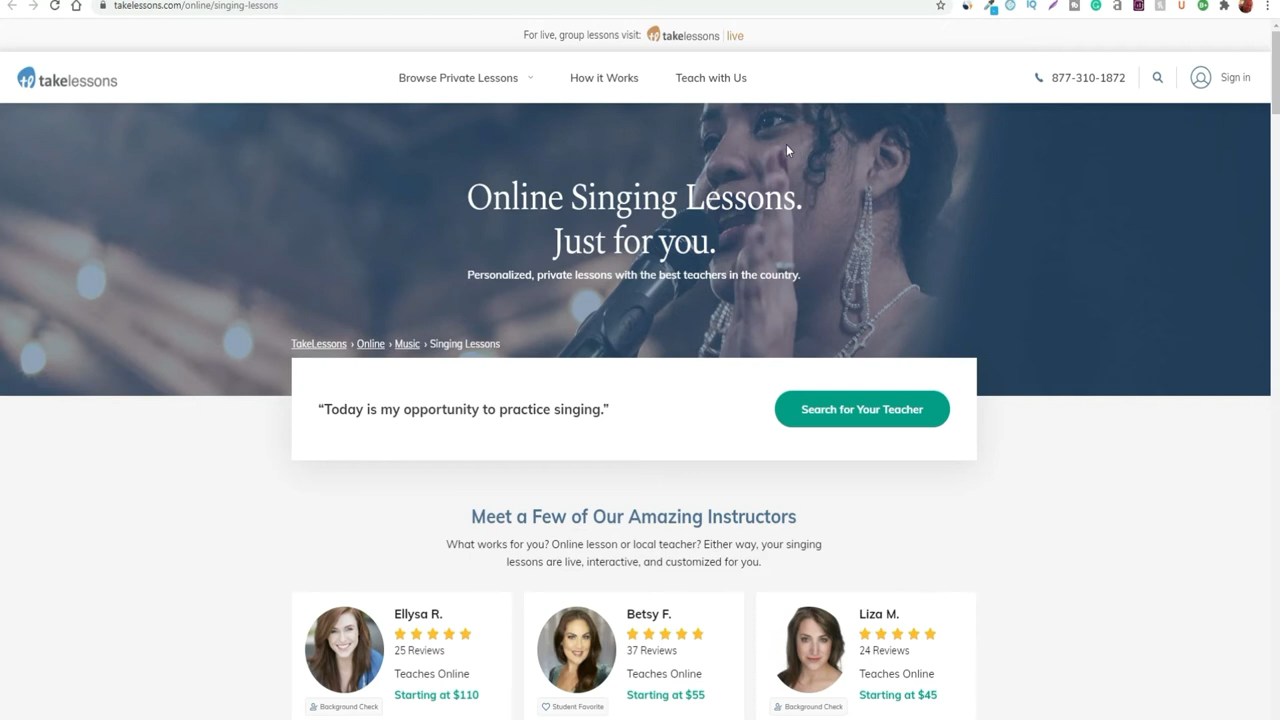 takelessons.com/online/singing-lessons
For live, group lessons visit: takelessons | live
takelessons
Browse Private Lessons
How it Works
Teach with Us
877-310-1872
Sign in
Online Singing Lessons.
Just for you.
Personalized, private lessons with the best teachers in the country.
TakeLessons › Online › Music › Singing Lessons
“Today is my opportunity to practice singing.”
Search for Your Teacher
Meet a Few of Our Amazing Instructors
What works for you? Online lesson or local teacher? Either way, your singing
lessons are live, interactive, and customized for you.
Ellysa R.
25 Reviews
Teaches Online
Starting at $110
Background Check
Betsy F.
37 Reviews
Teaches Online
Starting at $55
Student Favorite
Liza M.
24 Reviews
Teaches Online
Starting at $45
Background Check